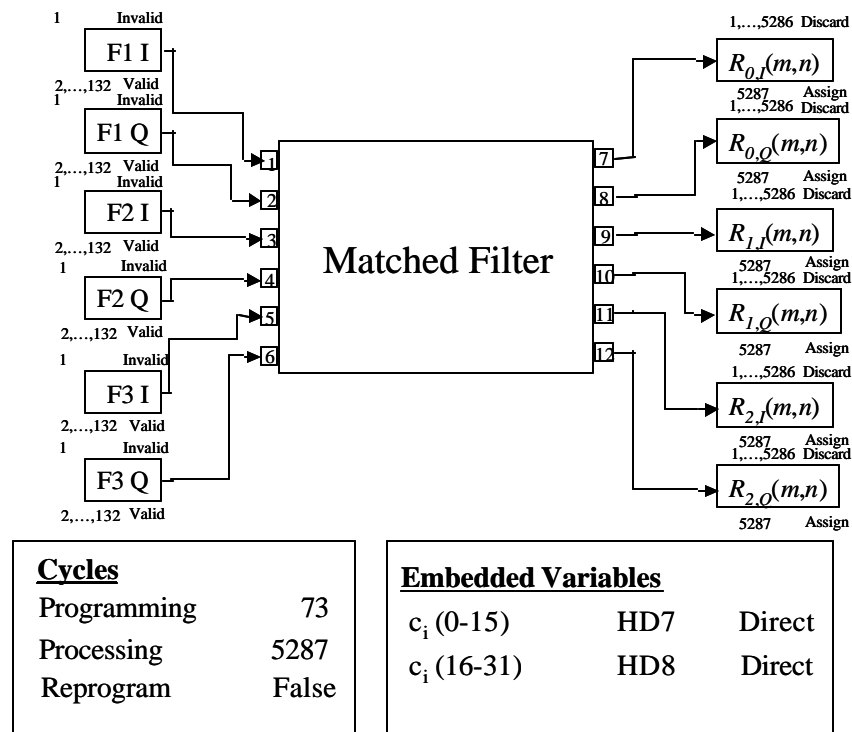 1 Invalid
F1 I
2,...,132 Valid
1 Invalid
F1 Q
2,...,132 Valid
1 Invalid
F2 I
2,...,132 Valid
1 Invalid
F2 Q
2,...,132 Valid
1 Invalid
F3 I
2,...,132 Valid
1 Invalid
F3 Q
2,...,132 Valid
1
2
3
4
5
6
Matched Filter
7
8
9
10
11
12
1,...,5286 Discard
R0,I(m,n)
5287 Assign
1,...,5286 Discard
R0,Q(m,n)
5287 Assign
1,...,5286 Discard
R1,I(m,n)
5287 Assign
1,...,5286 Discard
R1,Q(m,n)
5287 Assign
1,...,5286 Discard
R2,I(m,n)
5287 Assign
1,...,5286 Discard
R2,Q(m,n)
5287 Assign
Cycles
Programming 73
Processing 5287
Reprogram False
Embedded Variables
ci (0-15) HD7 Direct
ci (16-31) HD8 Direct